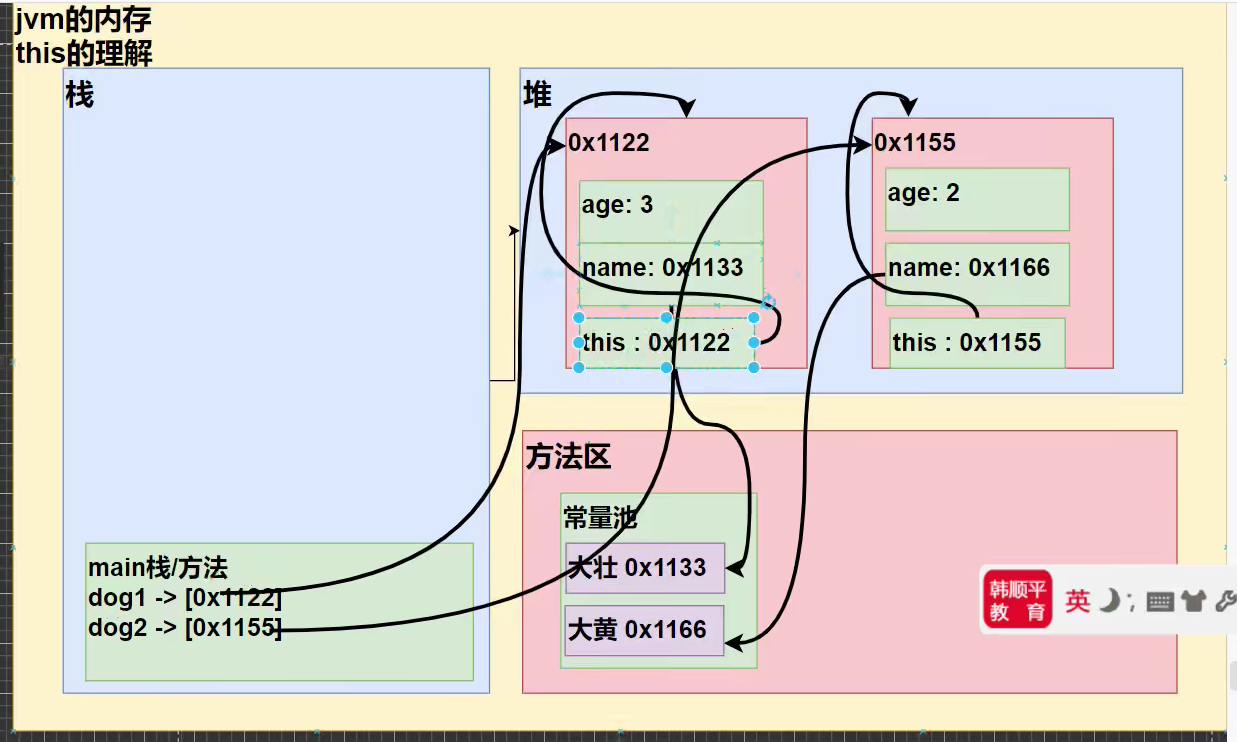 jvm的内存
this的理解
栈
堆
0x1122
age: 3
name: 0x1133
this : 0x1122
0x1155
age: 2
name: 0x1166
this : 0x1155
main栈/方法
dog1 -> [0x1122]
dog2 -> [0x1155]
方法区
常量池
大壮 0x1133
大黄 0x1166
韩顺平
教 育
英